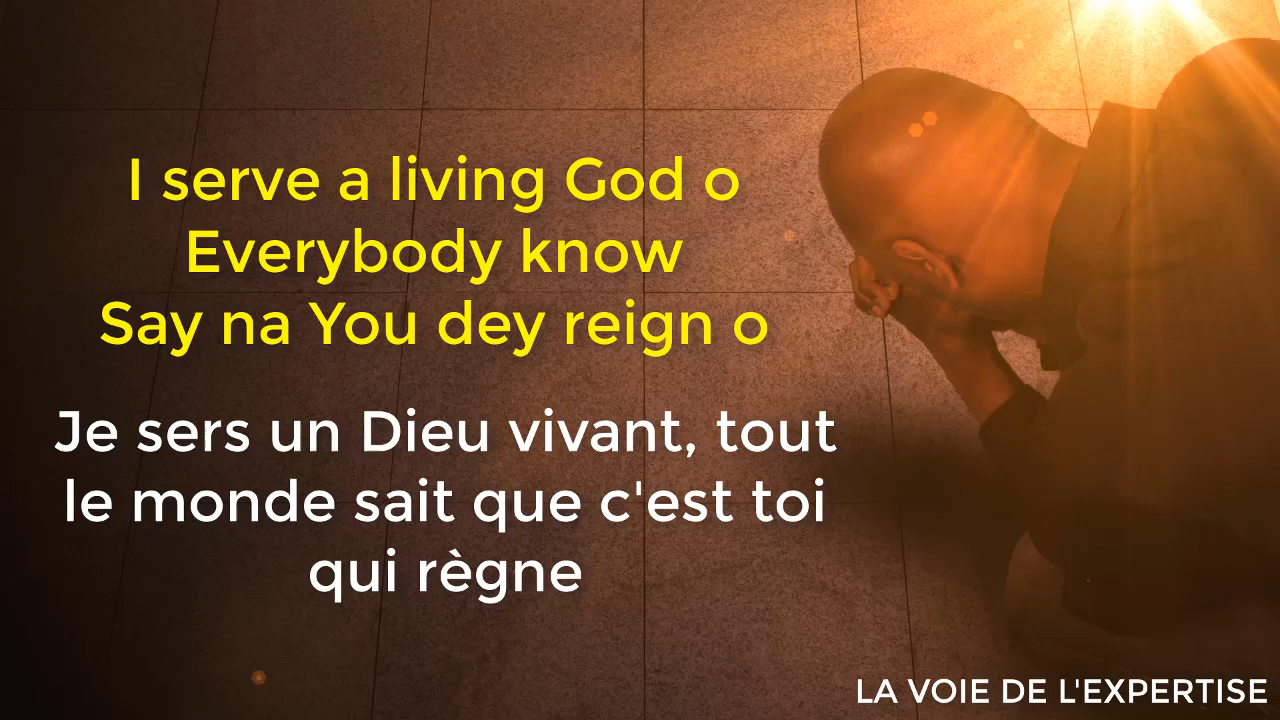 I serve a living God o
Everybody know
Say na You dey reign o
Je sers un Dieu vivant, tout
le monde sait que c'est toi
qui règne
LA VOIE DE L'EXPERTISE